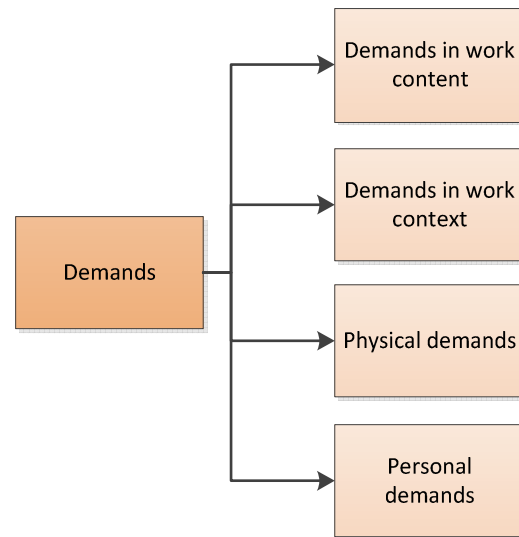 Demands in work
content
Demands in work
context
Demands
Physical demands
Personal
demands